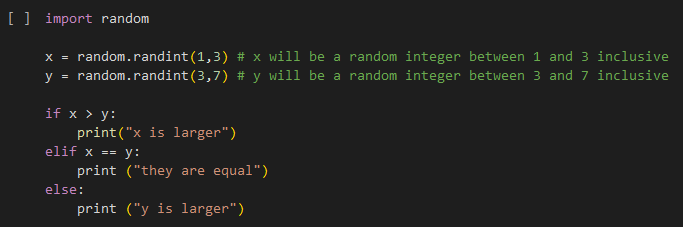 [ ] import random
x = random.randint(1,3) # x will be a random integer between 1 and 3 inclusive
y = random.randint(3,7) # y will be a random integer between 3 and 7 inclusive
if x > y:
    print("x is larger")
elif x == y:
    print ("they are equal")
else:
    print ("y is larger")